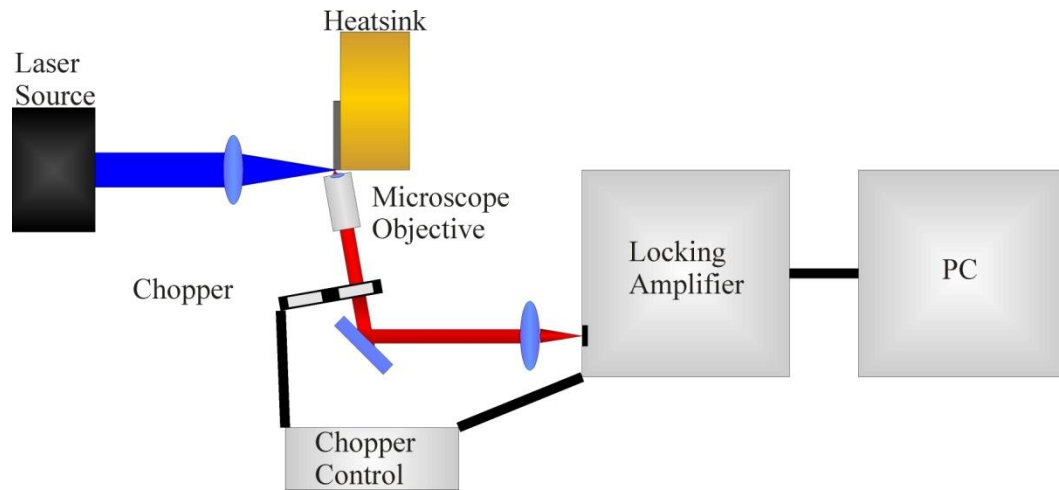 Heatsink
Laser
Source
Microscope
Objective
Chopper
Locking
Amplifier
PC
Chopper
Control